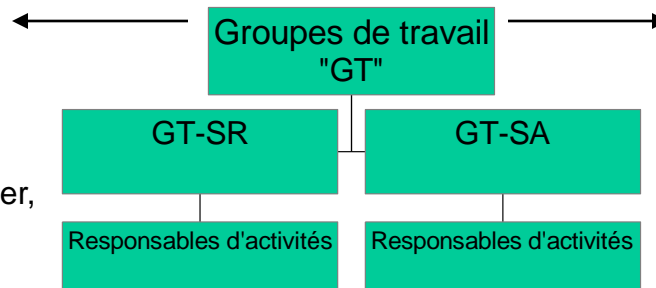 Groupes de travail
"GT"
GT-SR
GT-SA
er,
Responsables d'activités
Responsables d'activités